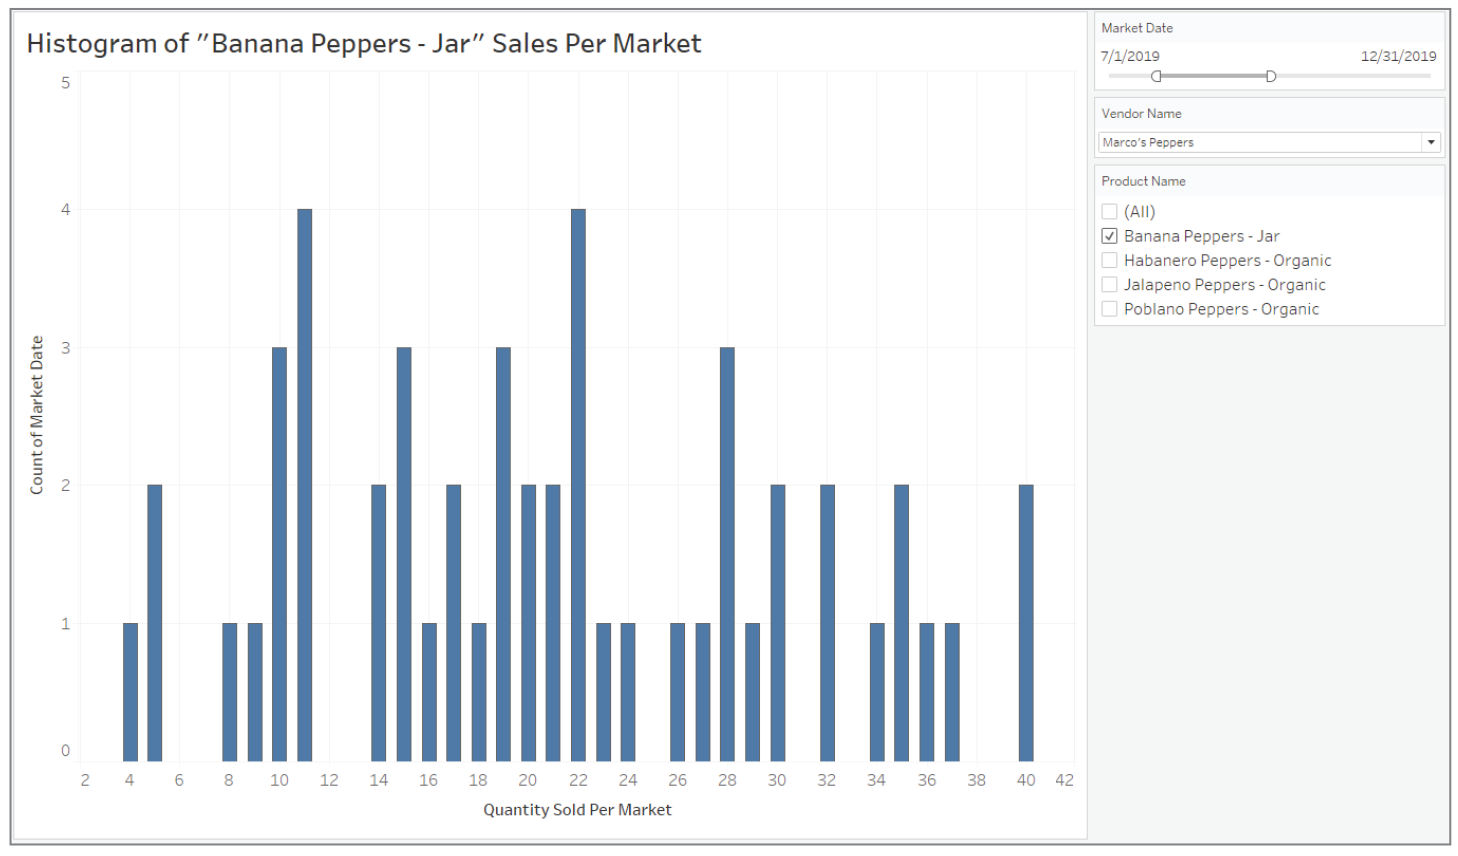 Histogram of "Banana Peppers - Jar" Sales Per Market
5
4
3
2
1
0
Count of Market Date
2 4 6 8 10 12 14 16 18 20 22 24 26 28 30 32 34 36 38 40 42
Quantity Sold Per Market
Market Date
7/1/2019 12/31/2019
Vendor Name
Marco's Peppers
Product Name
(All)
Banana Peppers - Jar
Habanero Peppers - Organic
Jalapeno Peppers - Organic
Poblano Peppers - Organic